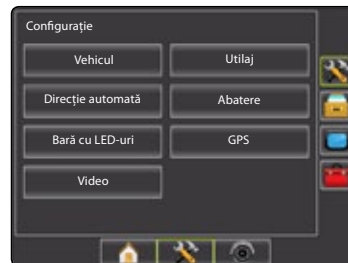 Configurație
Vehicul
Utilaj
Direcție automată
Abatere
Bară cu LED-uri
GPS
Video